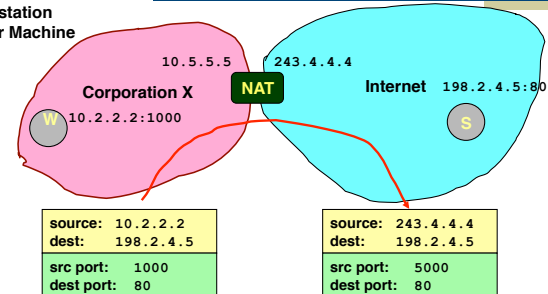 station
r Machine
10.5.5.5
243.4.4.4
NAT
Corporation X
Internet
198.2.4.5:80
W
10.2.2.2:1000
S
source: 10.2.2.2
dest: 198.2.4.5
src port: 1000
dest port: 80
source: 243.4.4.4
dest: 198.2.4.5
src port: 5000
dest port: 80